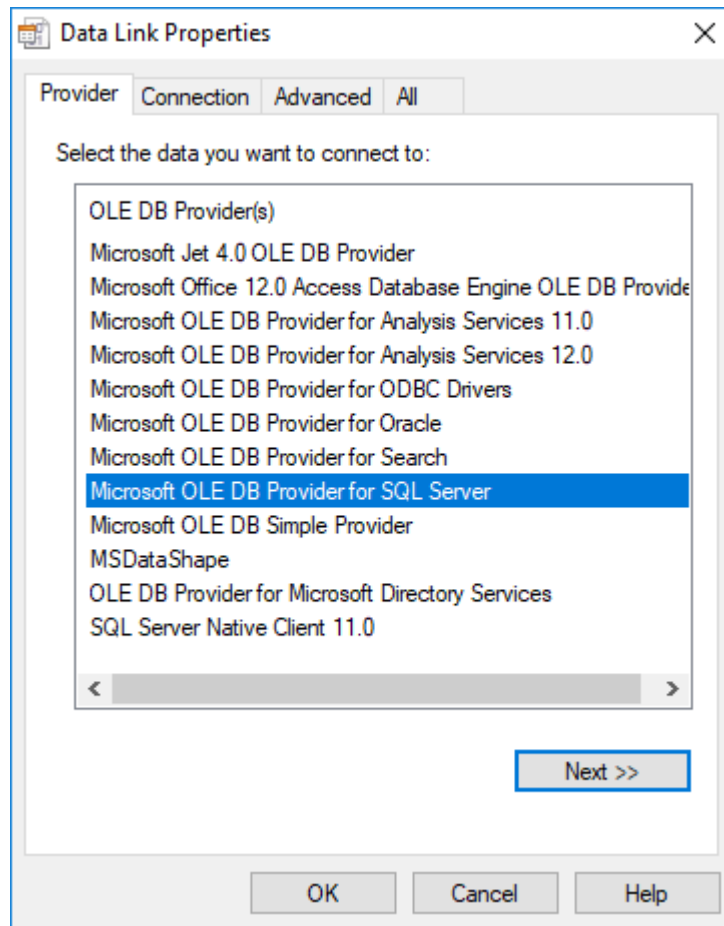 Data Link Properties
Provider Connection Advanced All
Select the data you want to connect to:
OLE DB Provider(s)
Microsoft Jet 4.0 OLE DB Provider
Microsoft Office 12.0 Access Database Engine OLE DB Provide
Microsoft OLE DB Provider for Analysis Services 11.0
Microsoft OLE DB Provider for Analysis Services 12.0
Microsoft OLE DB Provider for ODBC Drivers
Microsoft OLE DB Provider for Oracle
Microsoft OLE DB Provider for Search
Microsoft OLE DB Provider for SQL Server
Microsoft OLE DB Simple Provider
MSDataShape
OLE DB Provider for Microsoft Directory Services
SQL Server Native Client 11.0
Next >>
OK Cancel Help